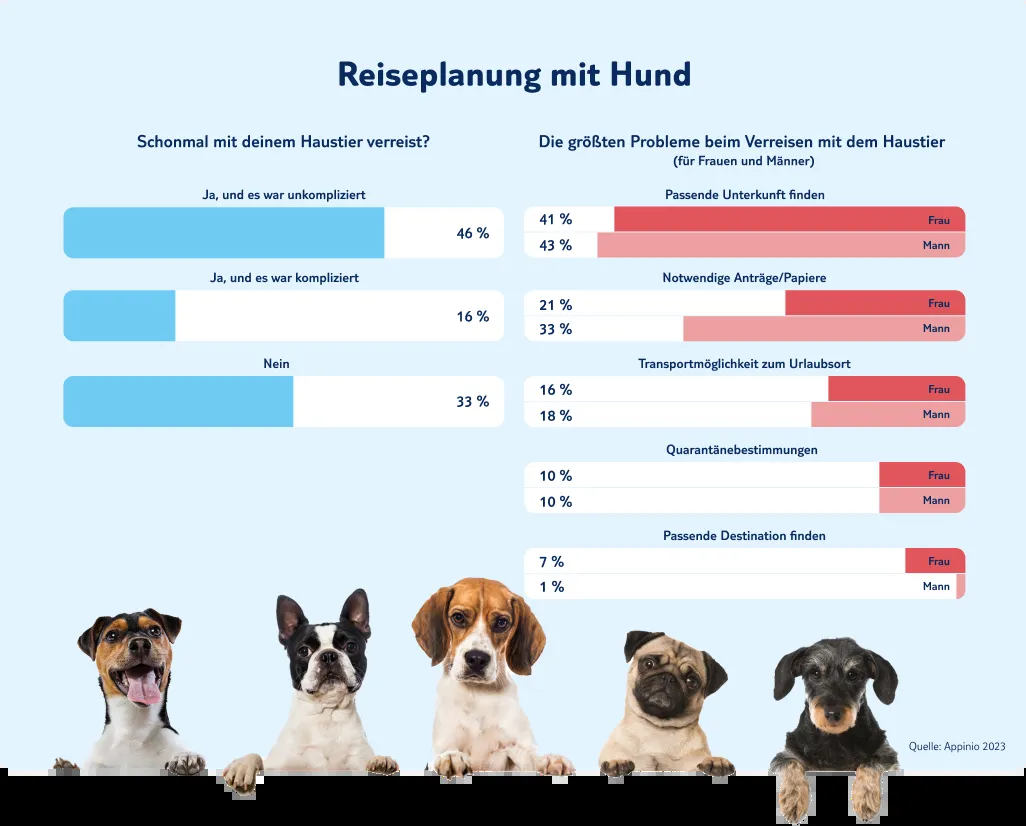 Reiseplanung mit Hund
Schonmal mit deinem Haustier verreist?
Ja, und es war unkompliziert
46 %
Ja, und es war kompliziert
16 %
Nein
33 %
Die größten Probleme beim Verreisen mit dem Haustier
(für Frauen und Männer)
Passende Unterkunft finden
41 % Frau
43 % Mann
Notwendige Anträge/Papiere
21 % Frau
33 % Mann
Transportmöglichkeit zum Urlaubsort
16 % Frau
18 % Mann
Quarantänebestimmungen
10 % Frau
10 % Mann
Passende Destination finden
7 % Frau
1 % Mann
Quelle: Appinio 2023